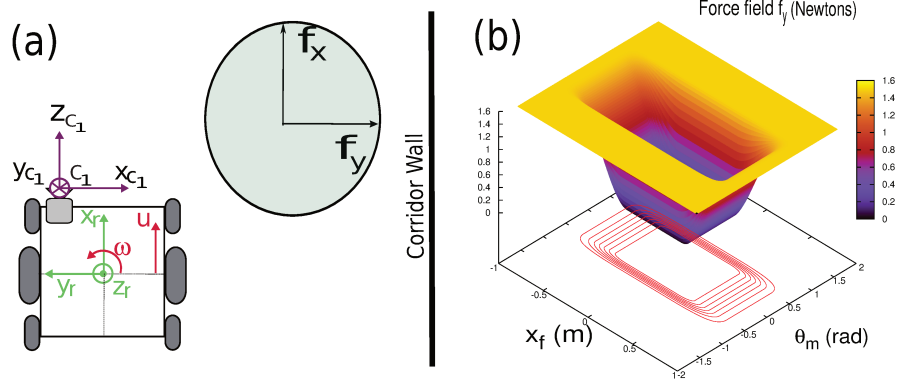 (a)
f_x
f_y
z_C1
y_C1
C_1
x_C1
x_r
u
ω
y_r
z_r
Corridor Wall
(b)
Force field f_y (Newtons)
1.6
1.4
1.2
1
0.8
0.6
0.4
0.2
0
1.6
1.4
1.2
1
0.8
0.6
0.4
0.2
0
-1
-0.5
0
0.5
1
x_f (m)
-2
-1.5
-1
-0.5
0
0.5
1
1.5
2
θ_m (rad)